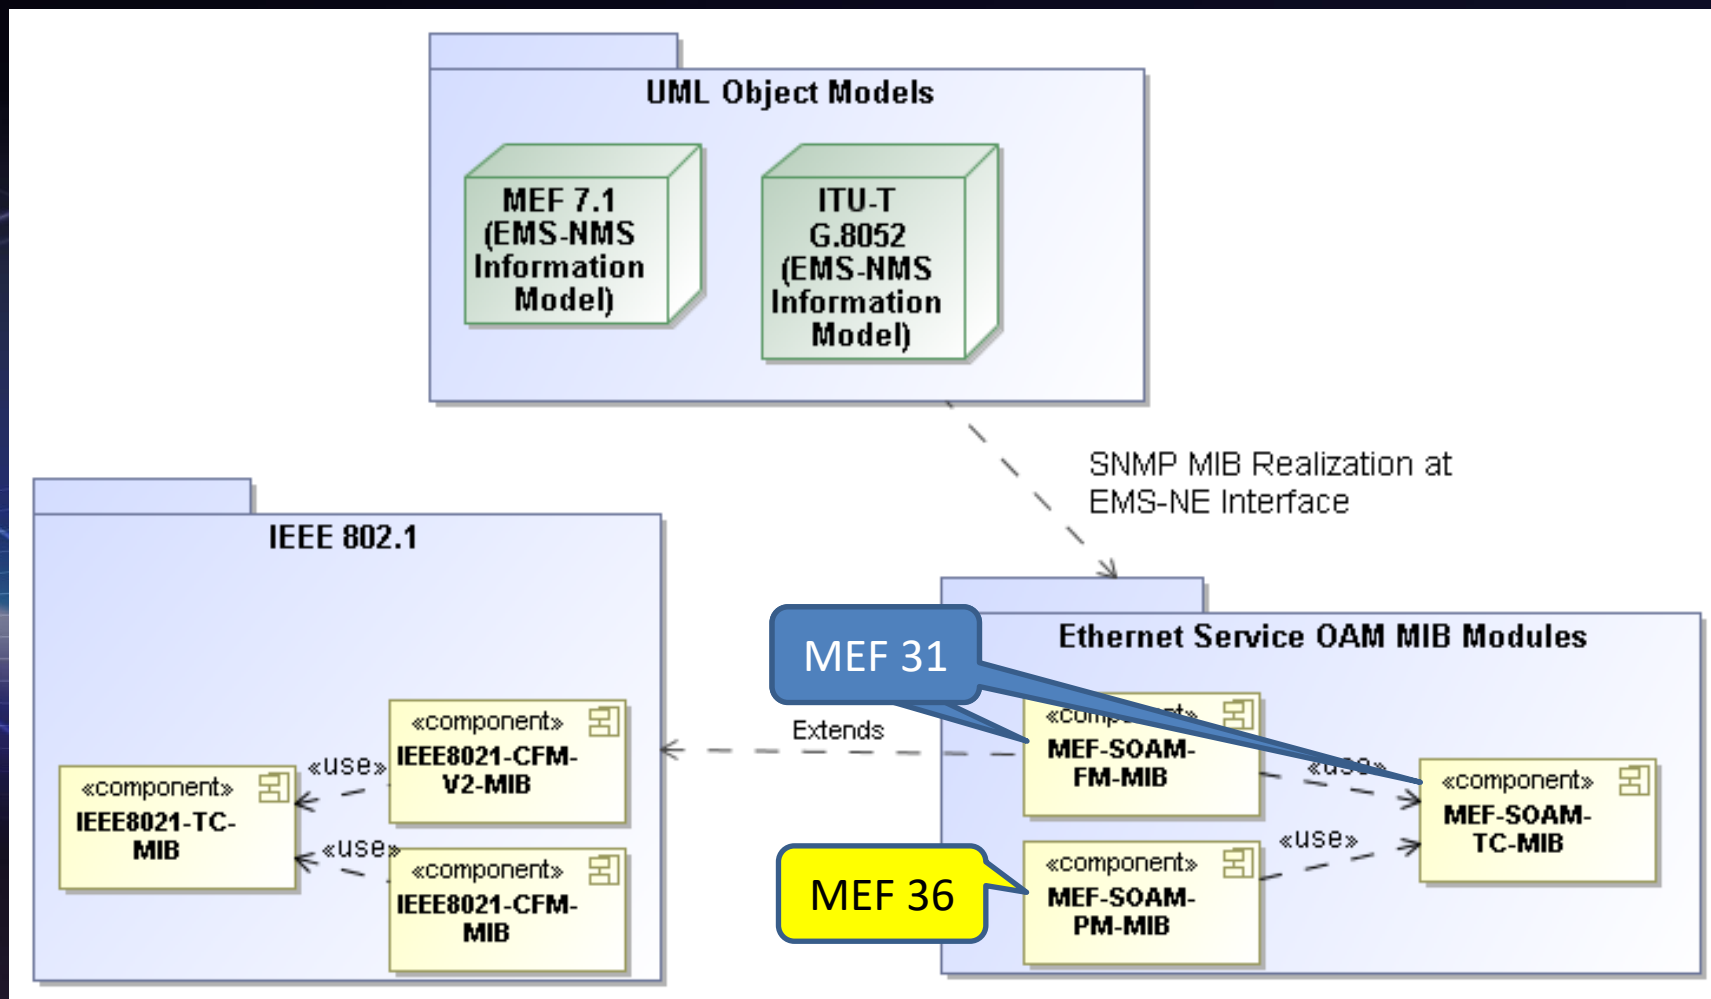 UML Object Models
MEF 7.1
(EMS-NMS
Information
Model)
ITU-T
G.8052
(EMS-NMS
Information
Model)
SNMP MIB Realization at
EMS-NE Interface
IEEE 802.1
«component»
IEEE8021-TC-
MIB
«use»
«use»
«component»
IEEE8021-CFM-
V2-MIB
«component»
IEEE8021-CFM-
MIB
Extends
Ethernet Service OAM MIB Modules
MEF 31
«component»
MEF-SOAM-
FM-MIB
«use»
MEF 36
«component»
MEF-SOAM-
PM-MIB
«use»
«component»
MEF-SOAM-
TC-MIB